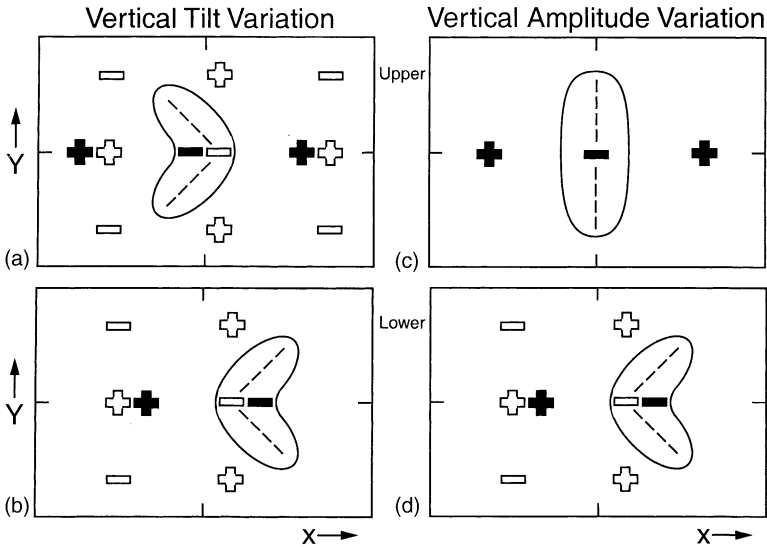 Vertical Tilt Variation
Vertical Amplitude Variation
Upper
Y
(a)
(c)
Lower
Y
(b)
(d)
X
X